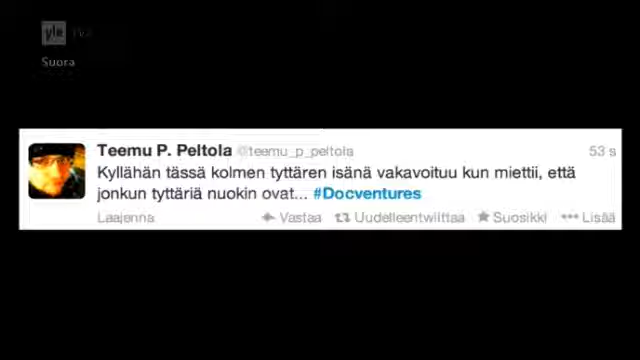 yle TV2
Suora
Teemu P. Peltola @teemu_p_peltola 53 s
Kyllähän tässä kolmen tyttären isänä vakavoituu kun miettii, että
jonkun tyttäriä nuokin ovat... #Docventures
Laajenna Vastaa Uudelleentwiittaa Suosikki Lisää